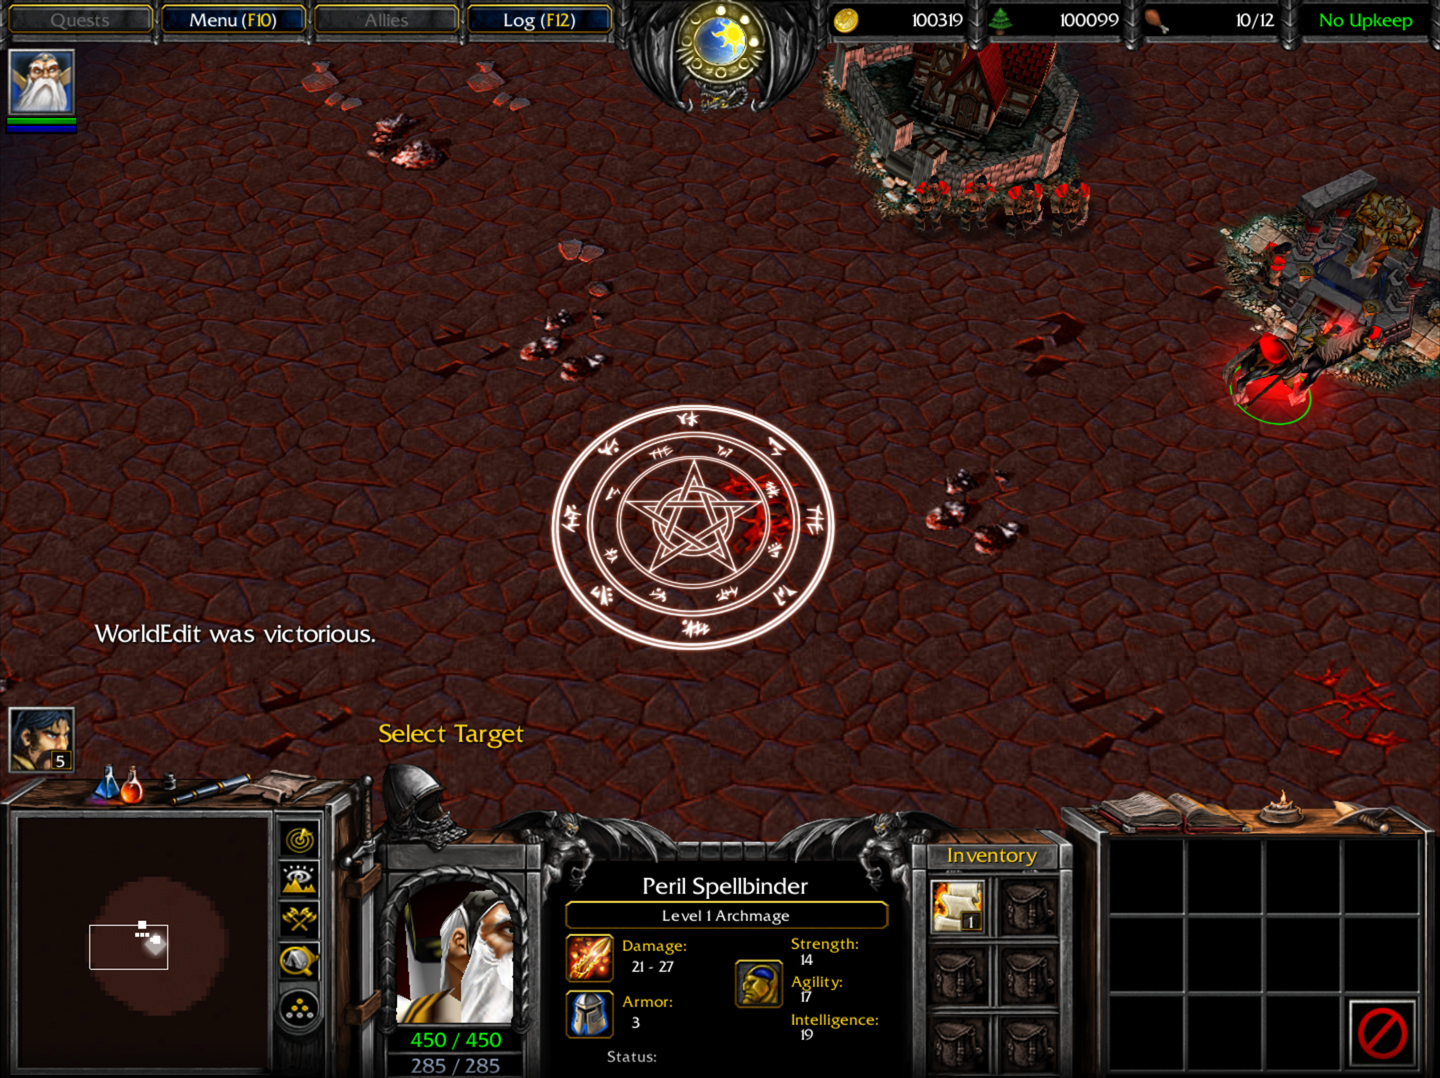 Quests
Menu (F10)
Allies
Log (F12)
100319
100099
10/12
No Upkeep
WorldEdit was victorious.
Select Target
5
Peril Spellbinder
Level 1 Archmage
Damage:
21 - 27
Armor:
3
Strength:
14
Agility:
17
Intelligence:
19
Status:
450 / 450
285 / 285
Inventory
1